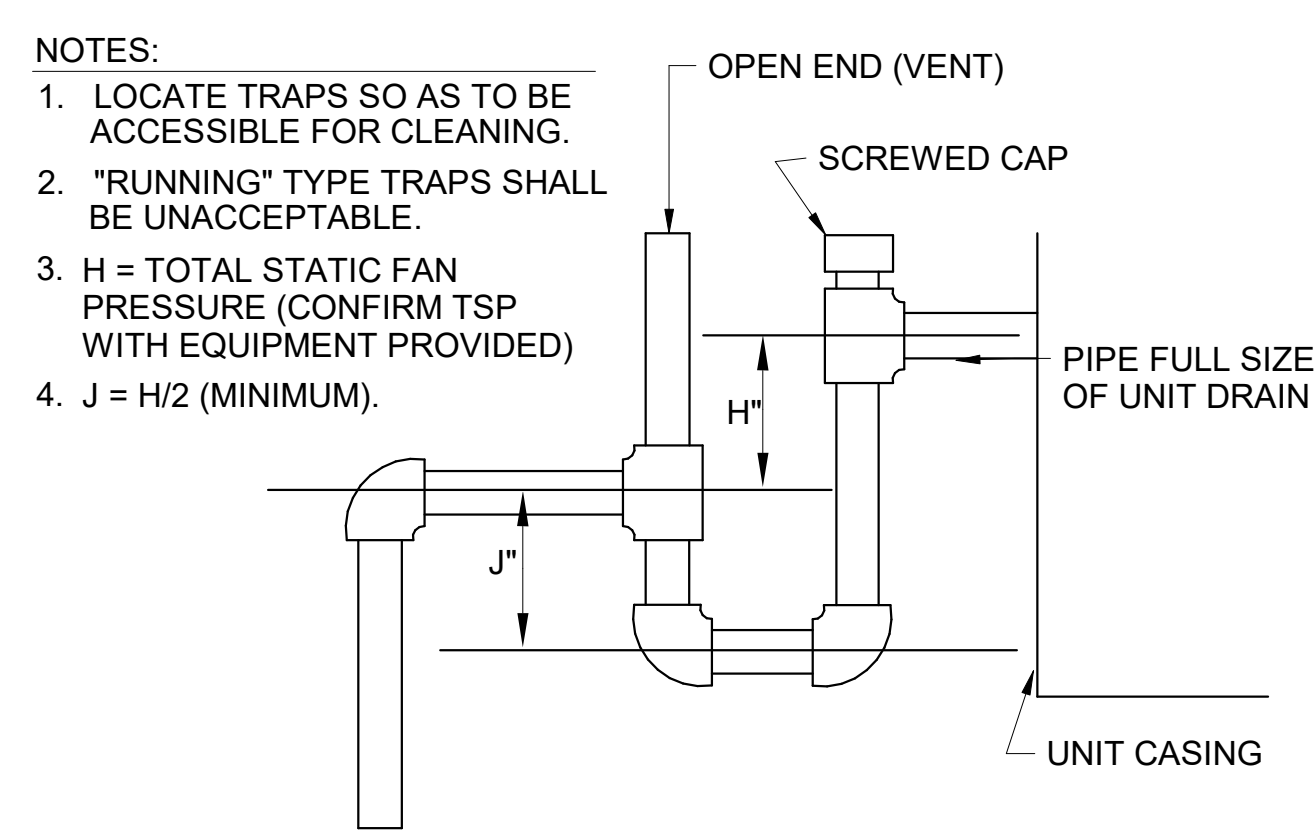 NOTES:
1. LOCATE TRAPS SO AS TO BE
ACCESSIBLE FOR CLEANING.
2. "RUNNING" TYPE TRAPS SHALL
BE UNACCEPTABLE.
3. H = TOTAL STATIC FAN
PRESSURE (CONFIRM TSP
WITH EQUIPMENT PROVIDED)
4. J = H/2 (MINIMUM).
OPEN END (VENT)
SCREWED CAP
PIPE FULL SIZE
OF UNIT DRAIN
H"
J"
UNIT CASING